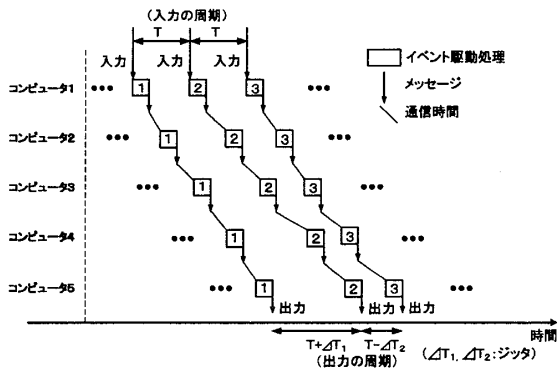 (入力の周期)
T T
入力 入力 入力
□イベント駆動処理
メッセージ
通信時間
コンピュータ1 ••• 1 2 3 •••
コンピュータ2 ••• 1 2 3 •••
コンピュータ3 ••• 1 2 3 •••
コンピュータ4 ••• 1 2 3 •••
コンピュータ5 ••• 1 2 3
出力 出力 出力
時間
T+⊿T₁ T−⊿T₂
(出力の周期) (⊿T₁, ⊿T₂:ジッタ)